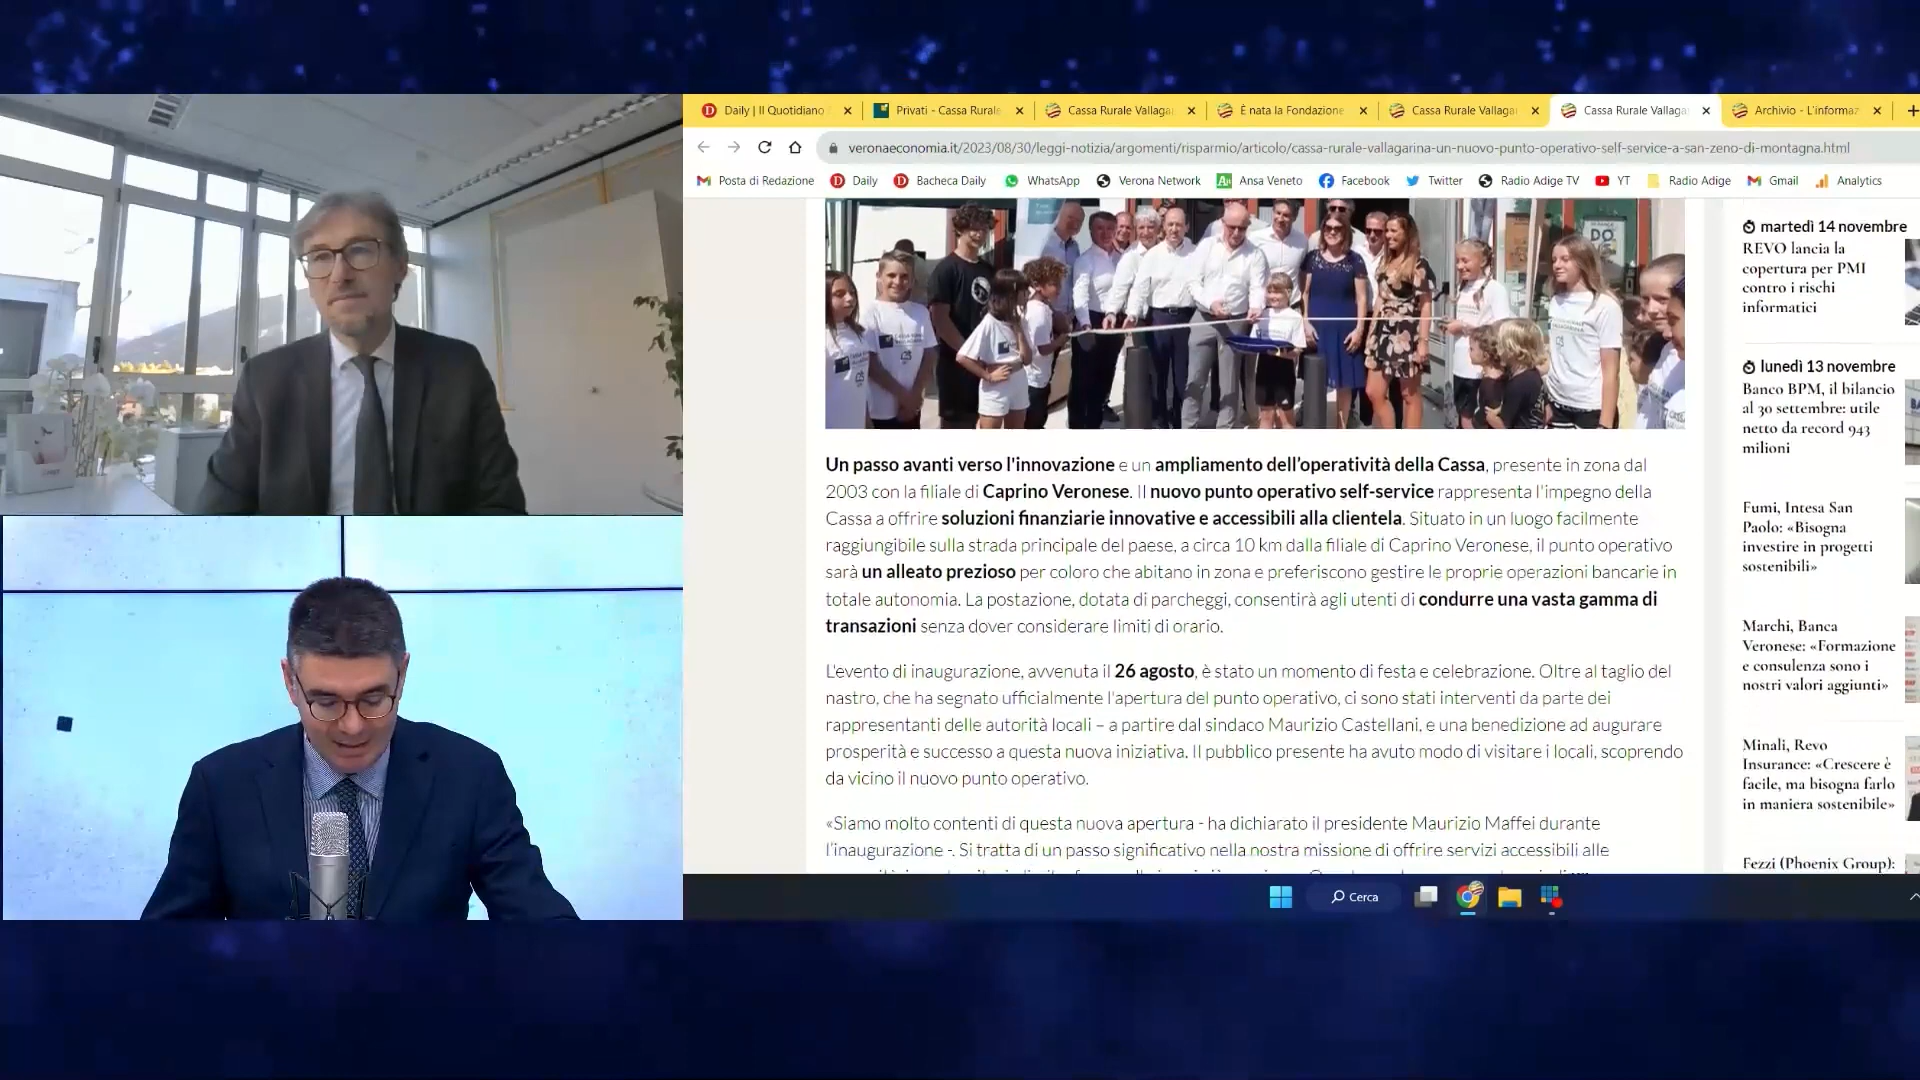 Daily | Il Quotidiano
Privati - Cassa Rurale
Cassa Rurale Vallaga
È nata la Fondazione
Cassa Rurale Vallaga
Cassa Rurale Vallaga
Archivio - L'informaz
veronaeconomia.it/2023/08/30/leggi-notizia/argomenti/risparmio/articolo/cassa-rurale-vallagarina-un-nuovo-punto-operativo-self-service-a-san-zeno-di-montagna.html
Posta di Redazione Daily Bacheca Daily WhatsApp Verona Network Ansa Veneto Facebook Twitter Radio Adige TV YT Radio Adige Gmail Analytics
Un passo avanti verso l'innovazione e un ampliamento dell'operatività della Cassa, presente in zona dal
2003 con la filiale di Caprino Veronese. Il nuovo punto operativo self-service rappresenta l'impegno della
Cassa a offrire soluzioni finanziarie innovative e accessibili alla clientela. Situato in un luogo facilmente
raggiungibile sulla strada principale del paese, a circa 10 km dalla filiale di Caprino Veronese, il punto operativo
sarà un alleato prezioso per coloro che abitano in zona e preferiscono gestire le proprie operazioni bancarie in
totale autonomia. La postazione, dotata di parcheggi, consentirà agli utenti di condurre una vasta gamma di
transazioni senza dover considerare limiti di orario.
L'evento di inaugurazione, avvenuta il 26 agosto, è stato un momento di festa e celebrazione. Oltre al taglio del
nastro, che ha segnato ufficialmente l'apertura del punto operativo, ci sono stati interventi da parte dei
rappresentanti delle autorità locali – a partire dal sindaco Maurizio Castellani, e una benedizione ad augurare
prosperità e successo a questa nuova iniziativa. Il pubblico presente ha avuto modo di visitare i locali, scoprendo
da vicino il nuovo punto operativo.
«Siamo molto contenti di questa nuova apertura - ha dichiarato il presidente Maurizio Maffei durante
l'inaugurazione -. Si tratta di un passo significativo nella nostra missione di offrire servizi accessibili alle
martedì 14 novembre
REVO lancia la
copertura per PMI
contro i rischi
informatici
lunedì 13 novembre
Banco BPM, il bilancio
al 30 settembre: utile
netto da record 943
milioni
Fumi, Intesa San
Paolo: «Bisogna
investire in progetti
sostenibili»
Marchi, Banca
Veronese: «Formazione
e consulenza sono i
nostri valori aggiunti»
Minali, Revo
Insurance: «Crescere è
facile, ma bisogna farlo
in maniera sostenibile»
Fezzi (Phoenix Group):
Cerca